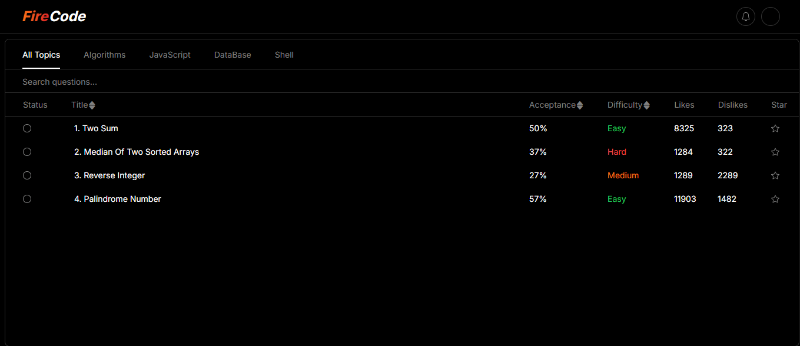 FireCode
All Topics Algorithms JavaScript DataBase Shell
Search questions...
Status Title Acceptance Difficulty Likes Dislikes Star
1. Two Sum 50% Easy 8325 323
2. Median Of Two Sorted Arrays 37% Hard 1284 322
3. Reverse Integer 27% Medium 1289 2289
4. Palindrome Number 57% Easy 11903 1482